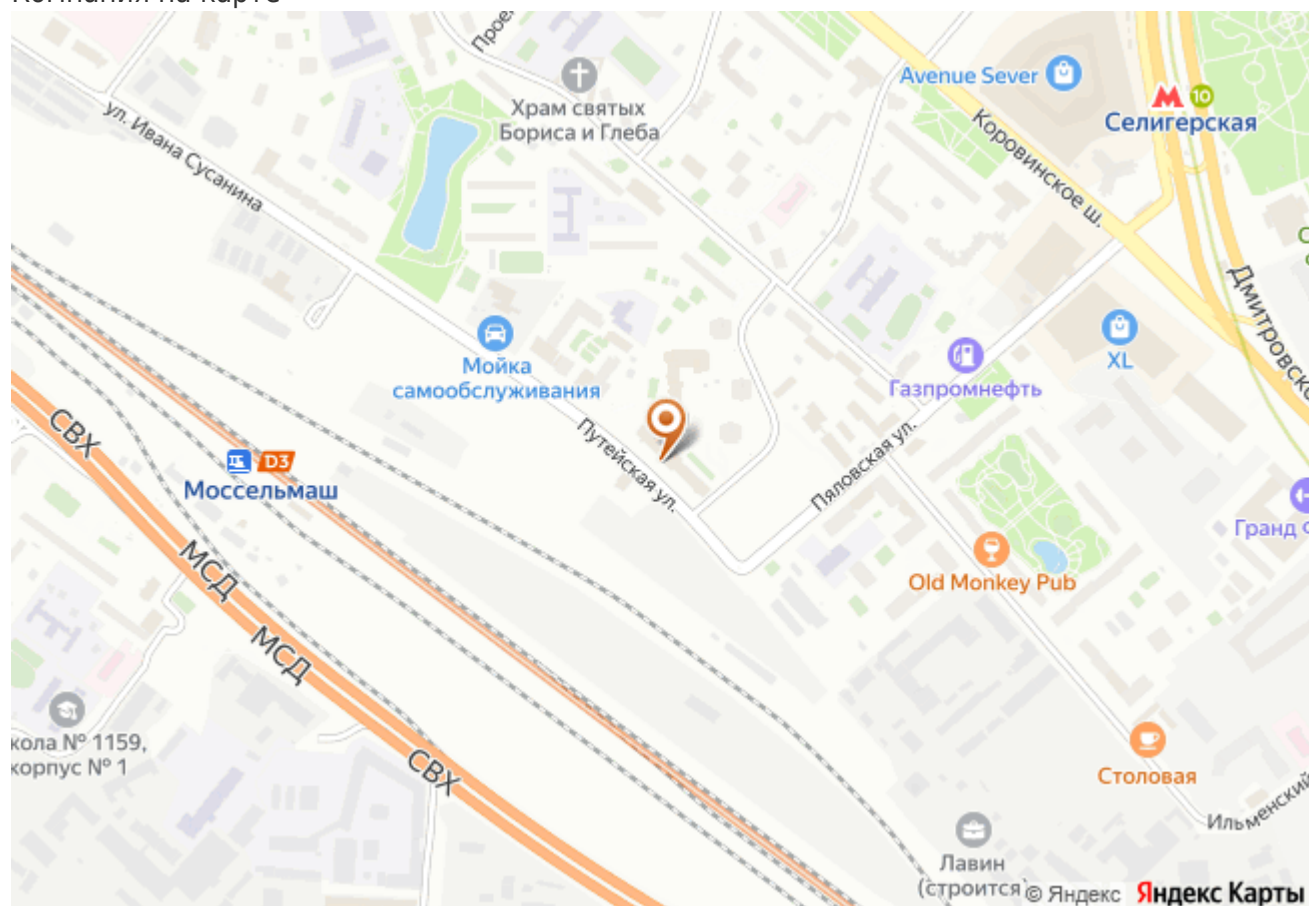 Компания на карте
Прое
Avenue Sever
Храм святых
Бориса и Глеба
10
Селигерская
ул. Ивана Сусанина
Коровинское ш.
Мойка
самообслуживания
Газпромнефть
XL
Дмитровско
СВХ
D3
Моссельмаш
Путейская ул.
Пяловская ул.
Гранд Ф
Old Monkey Pub
МСД
МСД
кола № 1159,
корпус № 1
СВХ
Столовая
Ильменский
Лавин
(строится)
© Яндекс Яндекс Карты